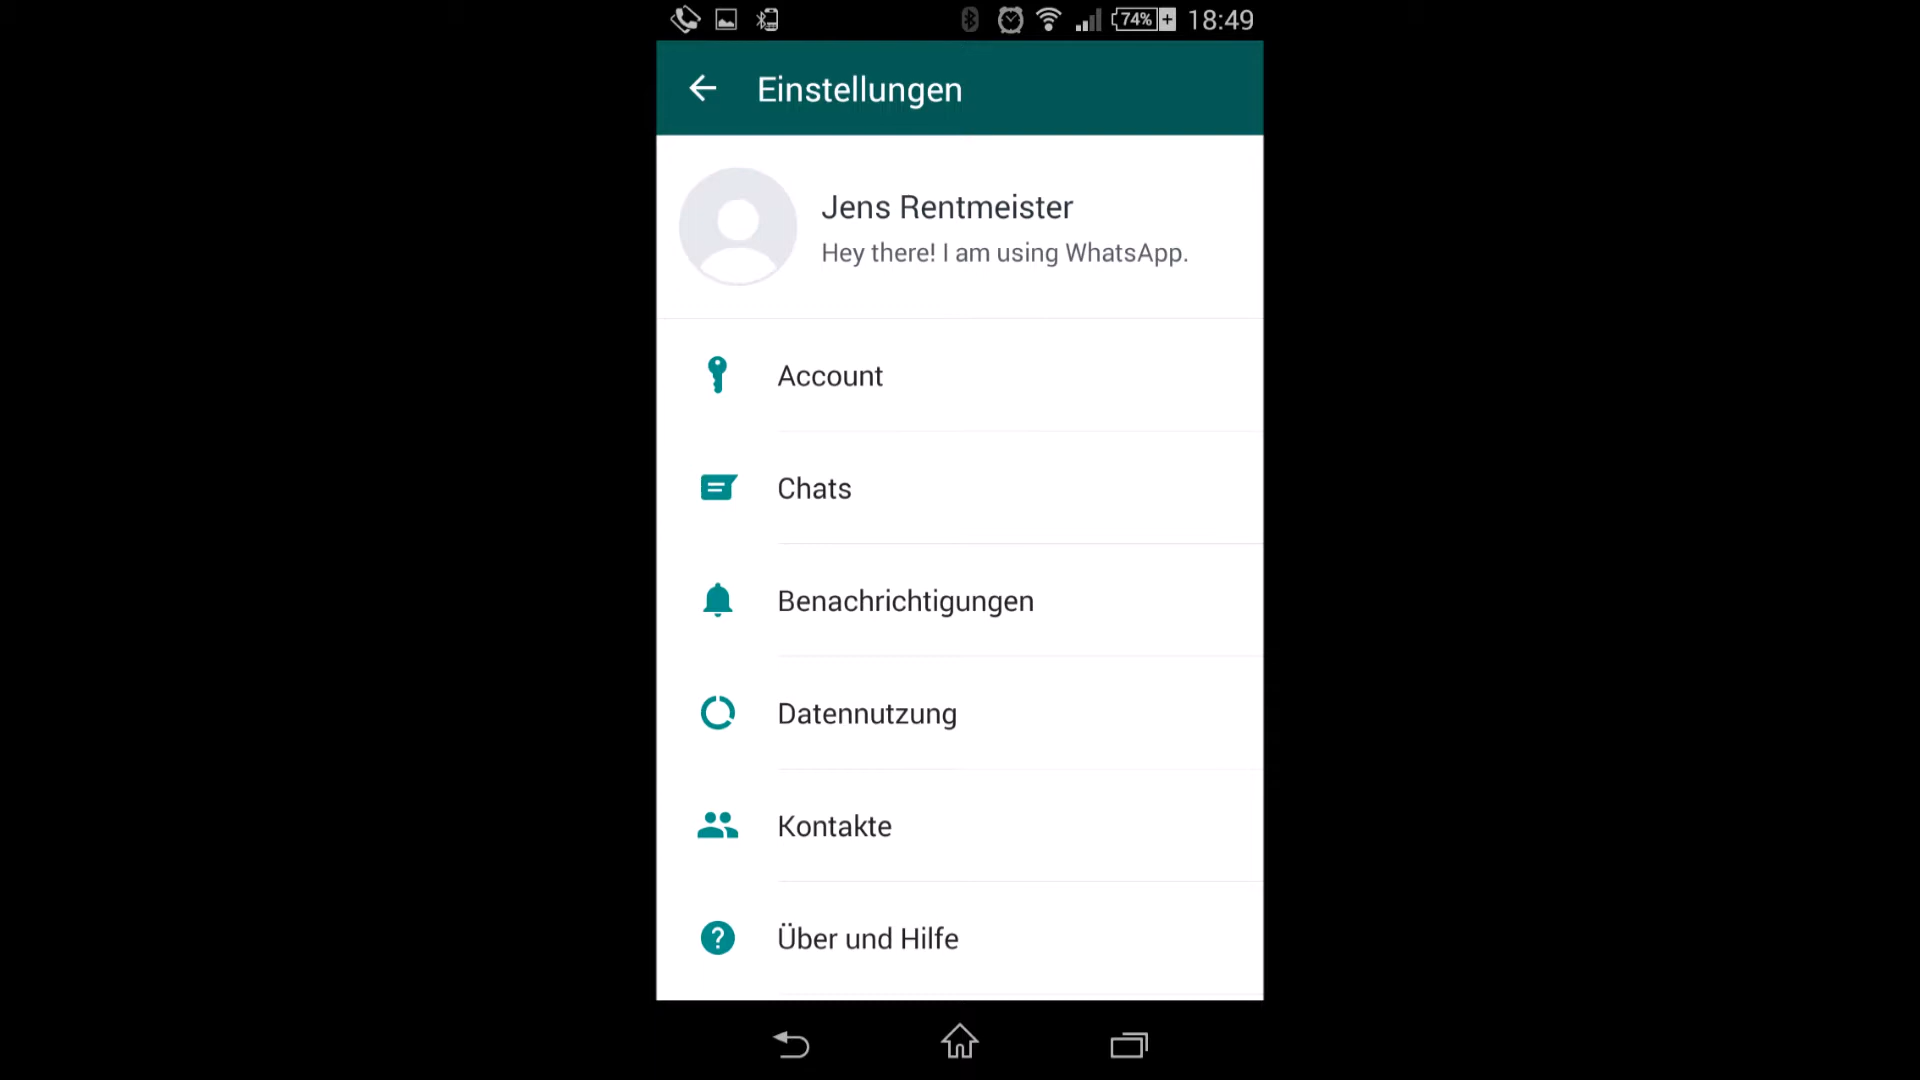 74% 18:49
Einstellungen
Jens Rentmeister
Hey there! I am using WhatsApp.
Account
Chats
Benachrichtigungen
Datennutzung
Kontakte
? Über und Hilfe